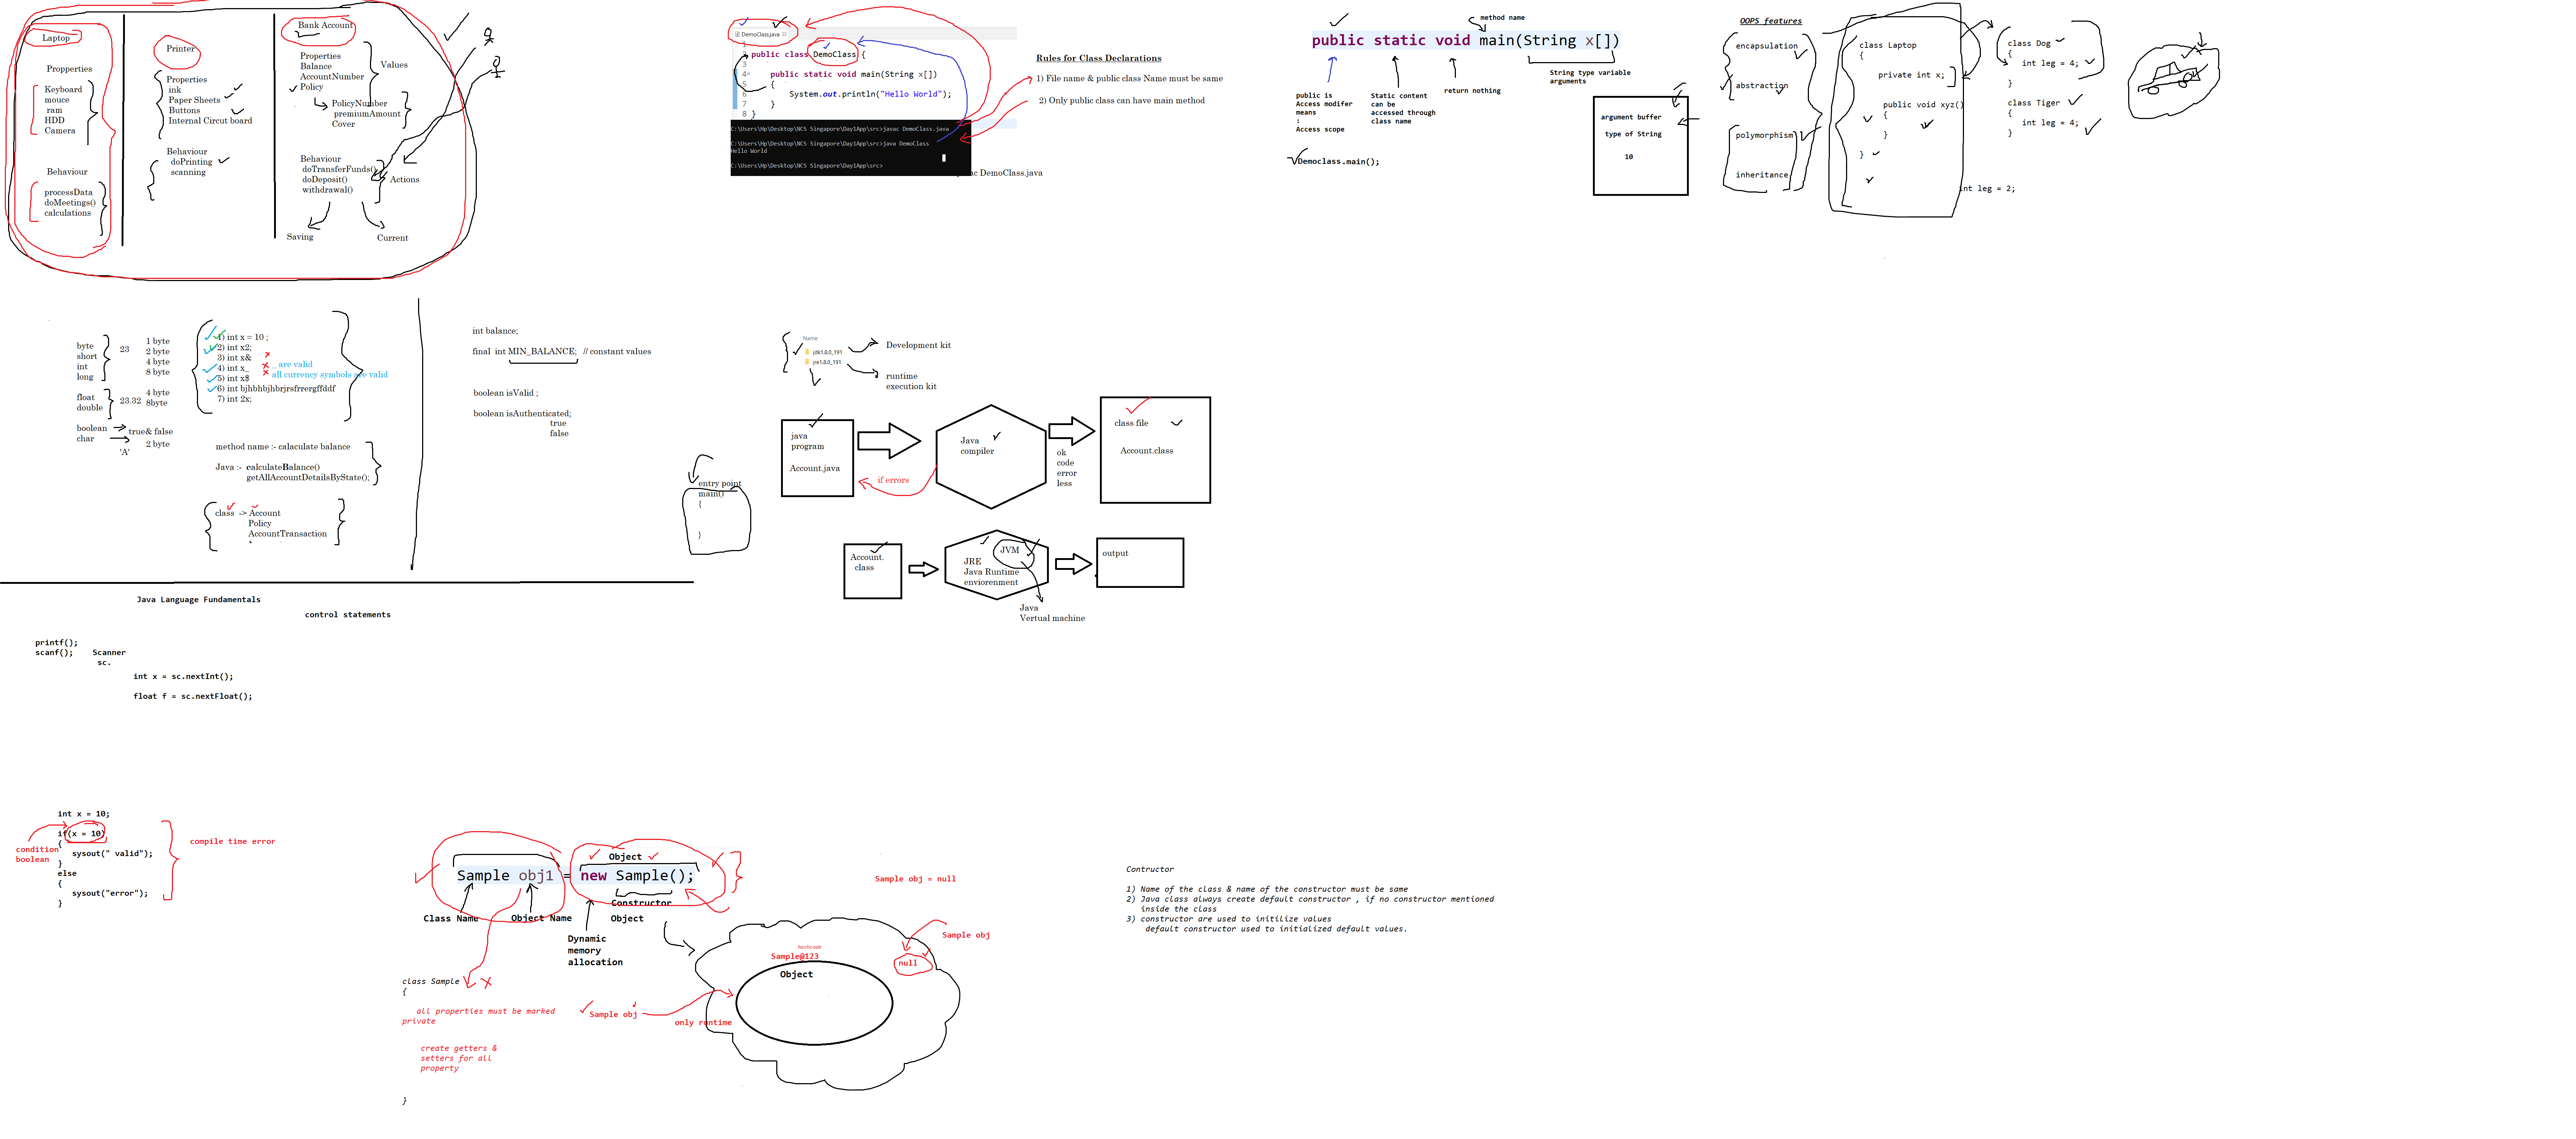 Laptop
Propperties
Keyboard
mouce
ram
HDD
Camera
Behaviour
processData
doMeetings()
calculations
Printer
Properties
ink
Paper Sheets
Buttons
Internal Circut board
Behaviour
doPrinting
scanning
Bank Account
Properties
Balance
AccountNumber
Policy
Values
PolicyNumber
premiumAmount
Cover
Behaviour
doTransferFunds()
doDeposit()
withdrawal()
Actions
Saving
Current
DemoClass.java
1
public class DemoClass {
3
4 public static void main(String x[])
5 {
6 System.out.println("Hello World");
7 }
8 }
C:\Users\Hp\Desktop\NCS Singapore\Day1App\src>javac DemoClass.java
C:\Users\Hp\Desktop\NCS Singapore\Day1App\src>java DemoClass
Hello World
C:\Users\Hp\Desktop\NCS Singapore\Day1App\src>
ac DemoClass.java
Rules for Class Declarations
1) File name & public class Name must be same
2) Only public class can have main method
method name
public static void main(String x[])
String type variable
arguments
return nothing
Static content
can be
accessed through
class name
public is
Access modifer
means
:
Access scope
Democlass.main();
argument buffer
type of String
10
OOPS features
encapsulation
abstraction
polymorphism
inheritance
class Laptop
{
private int x;
public void xyz()
{
}
}
class Dog
{
int leg = 4;
}
class Tiger
{
int leg = 4;
}
int leg = 2;
byte
short
int
long
23
1 byte
2 byte
4 byte
8 byte
float
double
23.32
4 byte
8byte
boolean
char
true& false
2 byte
'A'
1) int x = 10 ;
2) int x2;
3) int x&
4) int x_
_ are valid
5) int x$
all currency symbols are valid
6) int bjhbhbjhbrjrsfrrergffddf
7) int 2x;
method name :- calaculate balance
Java :- calculateBalance()
getAllAccountDetailsByState();
class -> Account
Policy
AccountTransaction
int balance;
final int MIN_BALANCE; // constant values
boolean isValid ;
boolean isAuthenticated;
true
false
Name
jdk1.8.0_191
jre1.8.0_191
Development kit
runtime
execution kit
java
program
Account.java
if errors
Java
compiler
ok
code
error
less
class file
Account.class
entry point
main()
{
}
Account.
class
JVM
JRE
Java Runtime
enviorenment
output
Java
Vertual machine
Java Language Fundamentals
control statements
printf();
scanf();
Scanner
sc.
int x = sc.nextInt();
float f = sc.nextFloat();
int x = 10;
if(x = 10)
{
sysout(" valid");
}
else
{
sysout("error");
}
condition
boolean
compile time error
Object
Sample obj1 = new Sample();
Constructor
Class Name
Object Name
Object
Dynamic
memory
allocation
Sample obj = null
hashcode
Sample@123
Object
null
Sample obj
Sample obj
only runtime
class Sample
{
all properties must be marked
private
create getters &
setters for all
property
}
Contructor
1) Name of the class & name of the constructor must be same
2) Java class always create default constructor , if no constructor mentioned
inside the class
3) constructor are used to initilize values
default constructor used to initialized default values.